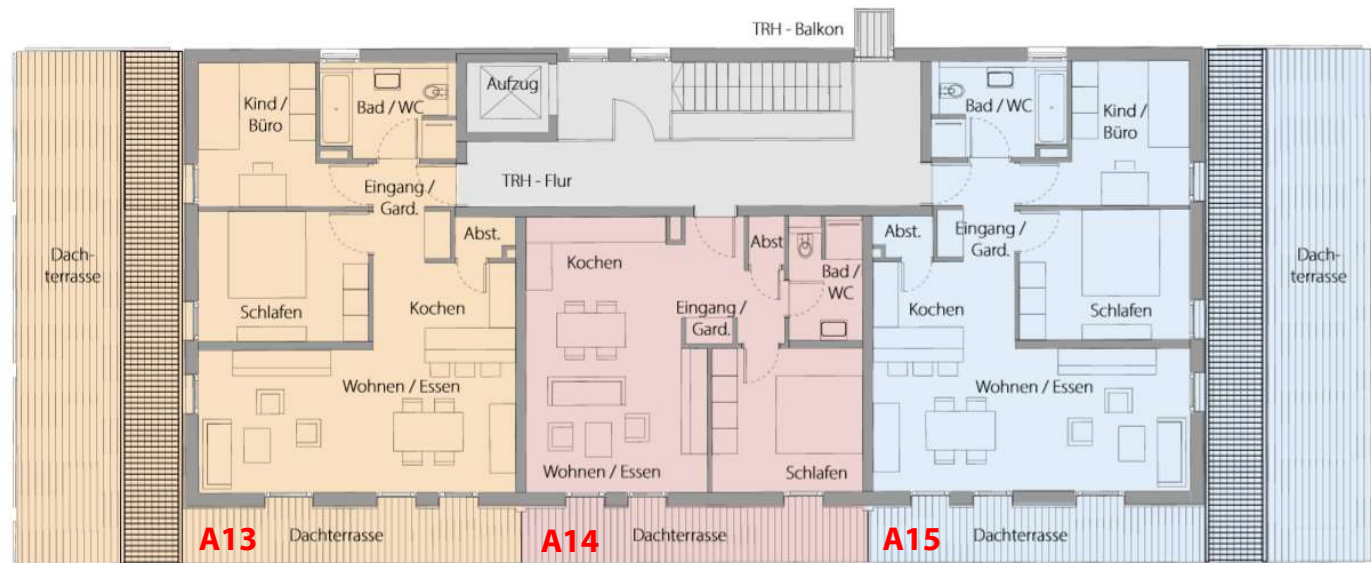 TRH - Balkon
Aufzug
Kind /
Büro
Bad / WC
Bad / WC
Kind /
Büro
TRH - Flur
Eingang /
Gard.
Abst.
Kochen
Abst
Bad /
WC
Abst.
Eingang /
Gard.
Dach-
terrasse
Schlafen
Kochen
Eingang /
Gard.
Kochen
Schlafen
Dach-
terrasse
Wohnen / Essen
Wohnen / Essen
Wohnen / Essen
Schlafen
A13
Dachterrasse
A14
Dachterrasse
A15
Dachterrasse